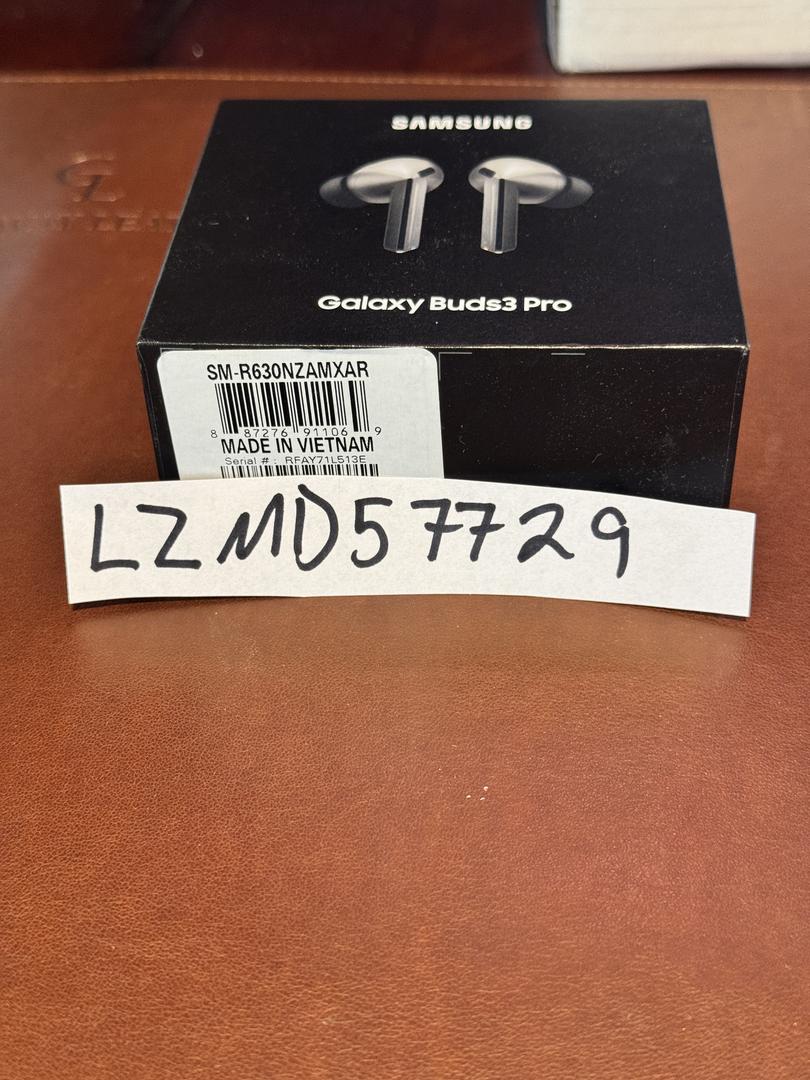 SAMSUNG
Galaxy Buds3 Pro
SM-R630NZAMXAR
8 87276 91106 9
MADE IN VIETNAM
Serial # : RFAY71L513E
LZMD57729